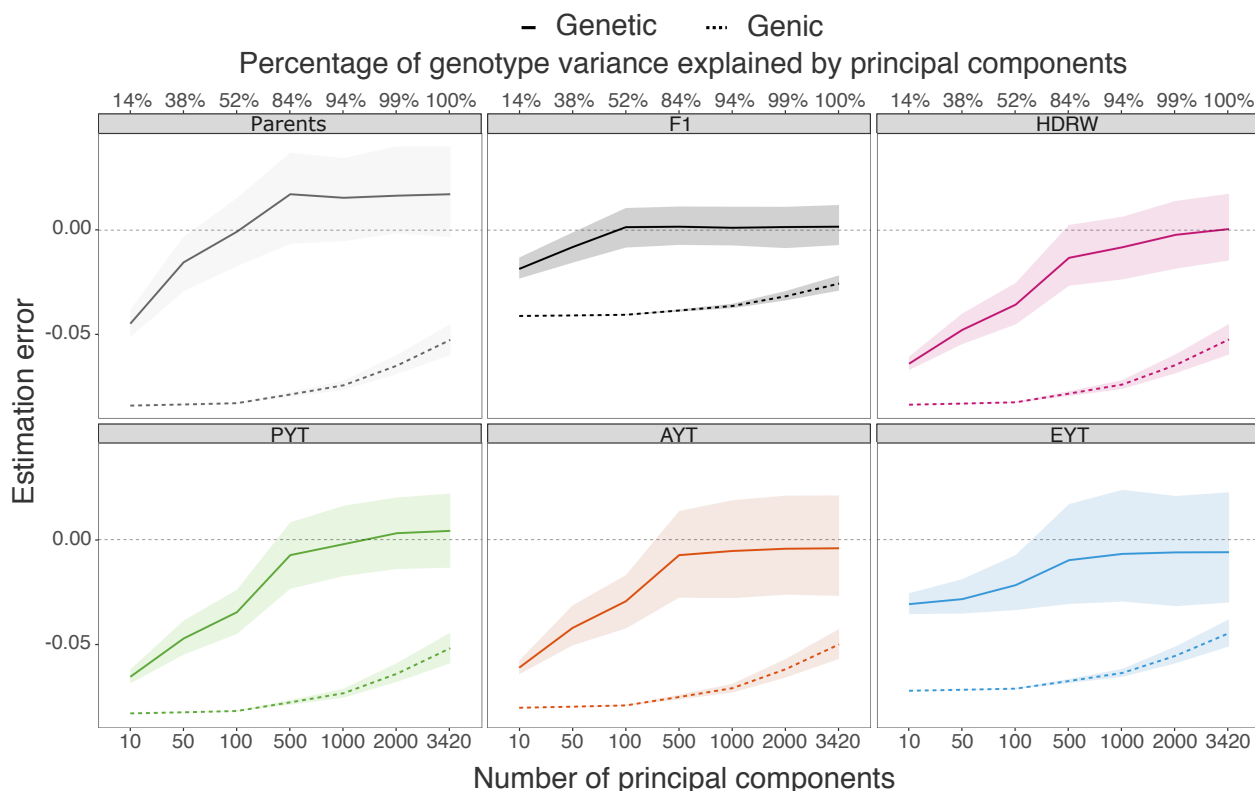 Genetic Genic
Percentage of genotype variance explained by principal components
14% 38% 52% 84% 94% 99% 100% 14% 38% 52% 84% 94% 99% 100% 14% 38% 52% 84% 94% 99% 100%
Parents F1 HDRW
0.00
-0.05
Estimation error
PYT AYT EYT
0.00
-0.05
10 50 100 500 1000 2000 3420 10 50 100 500 1000 2000 3420 10 50 100 500 1000 2000 3420
Number of principal components